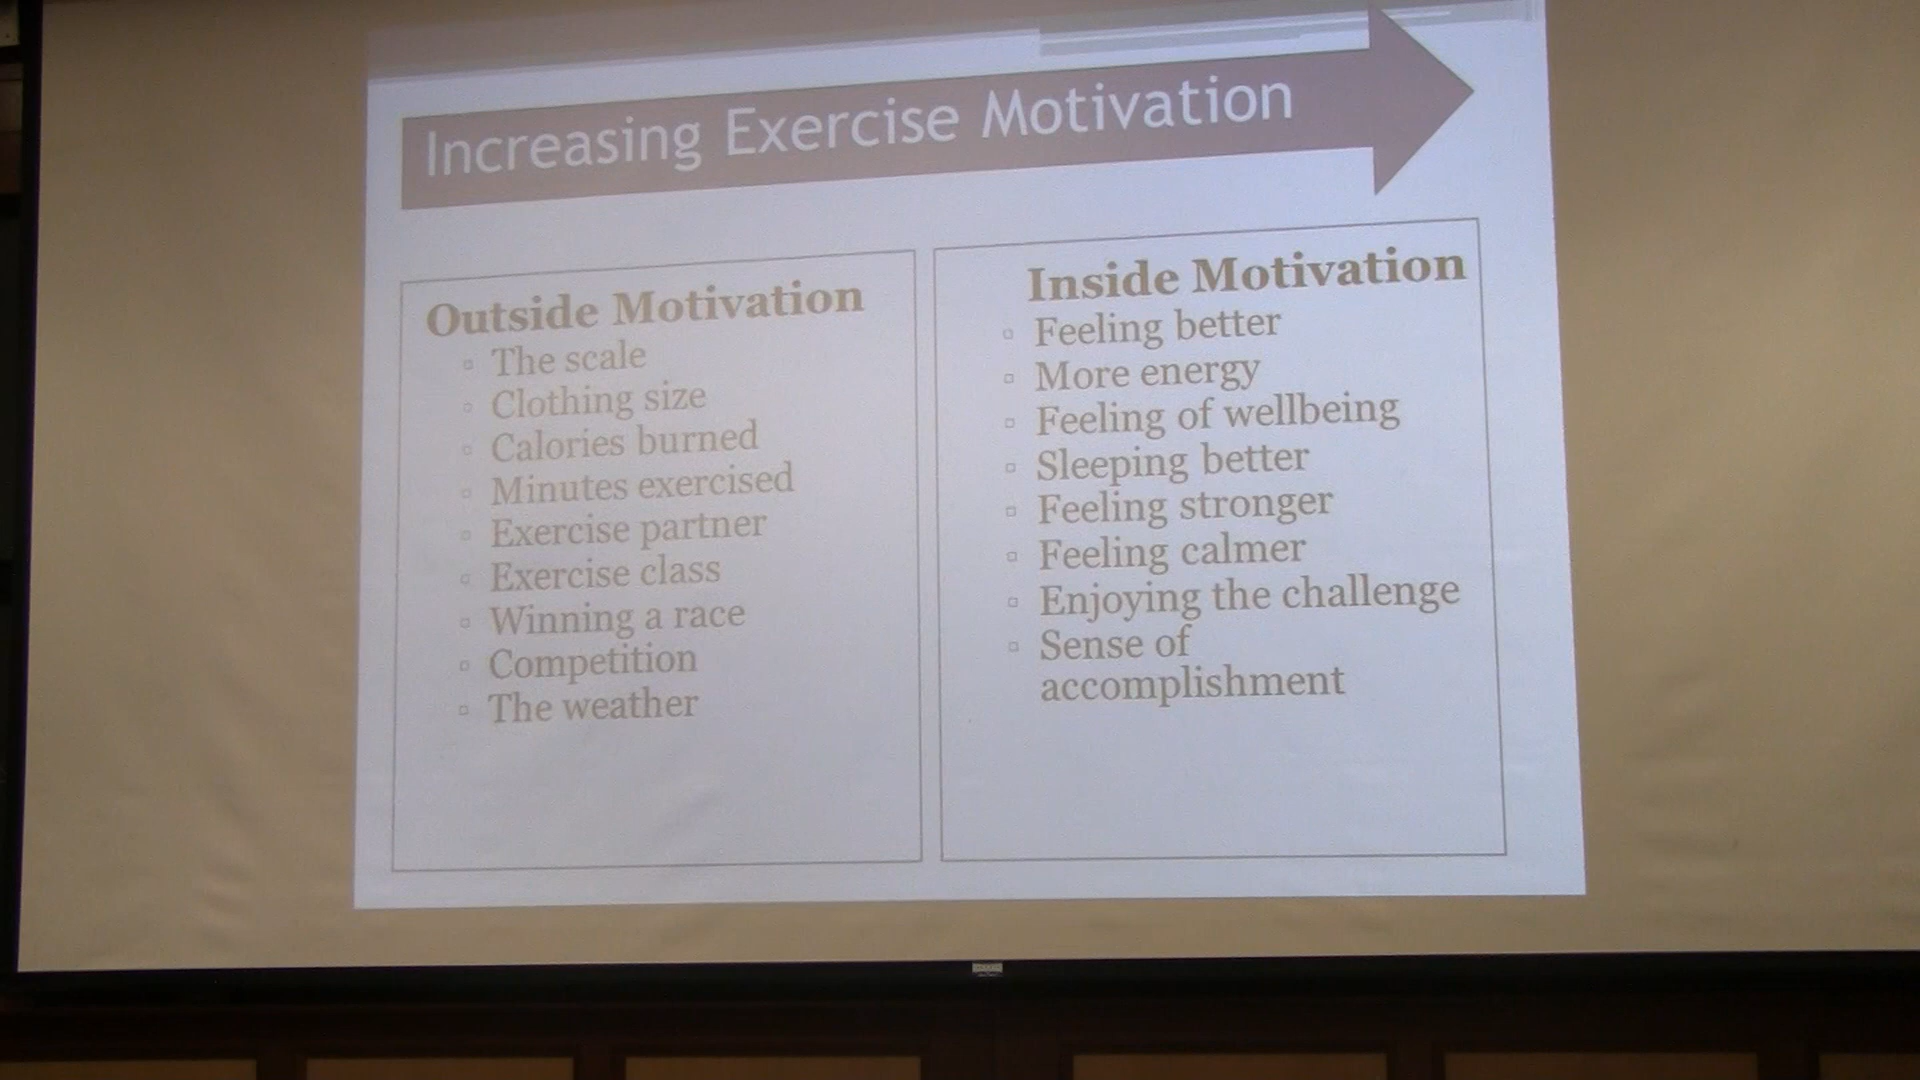 Increasing Exercise Motivation
Outside Motivation
The scale
Clothing size
Calories burned
Minutes exercised
Exercise partner
Exercise class
Winning a race
Competition
The weather
Inside Motivation
Feeling better
More energy
Feeling of wellbeing
Sleeping better
Feeling stronger
Feeling calmer
Enjoying the challenge
Sense of
accomplishment